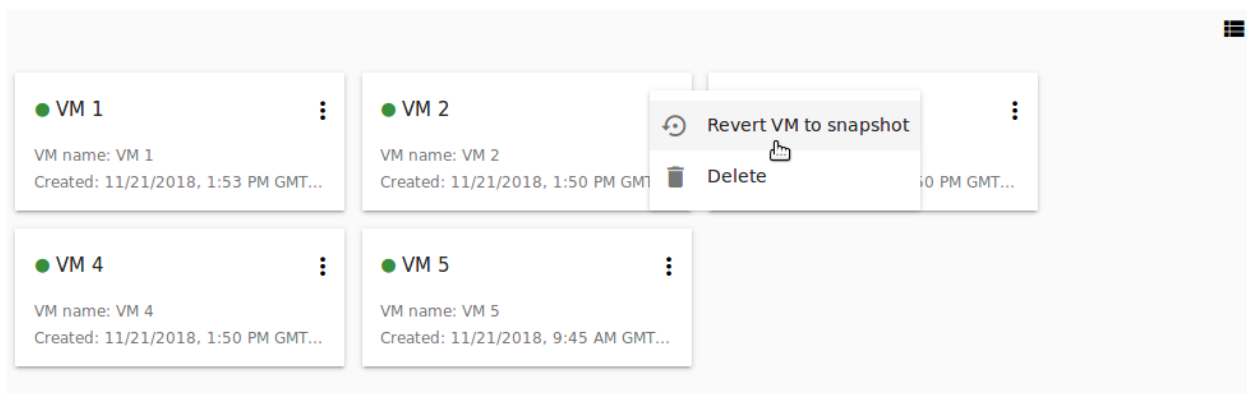 VM 1
VM name: VM 1
Created: 11/21/2018, 1:53 PM GMT...
VM 2
VM name: VM 2
Created: 11/21/2018, 1:50 PM GMT
Revert VM to snapshot
Delete
0 PM GMT...
VM 4
VM name: VM 4
Created: 11/21/2018, 1:50 PM GMT...
VM 5
VM name: VM 5
Created: 11/21/2018, 9:45 AM GMT...